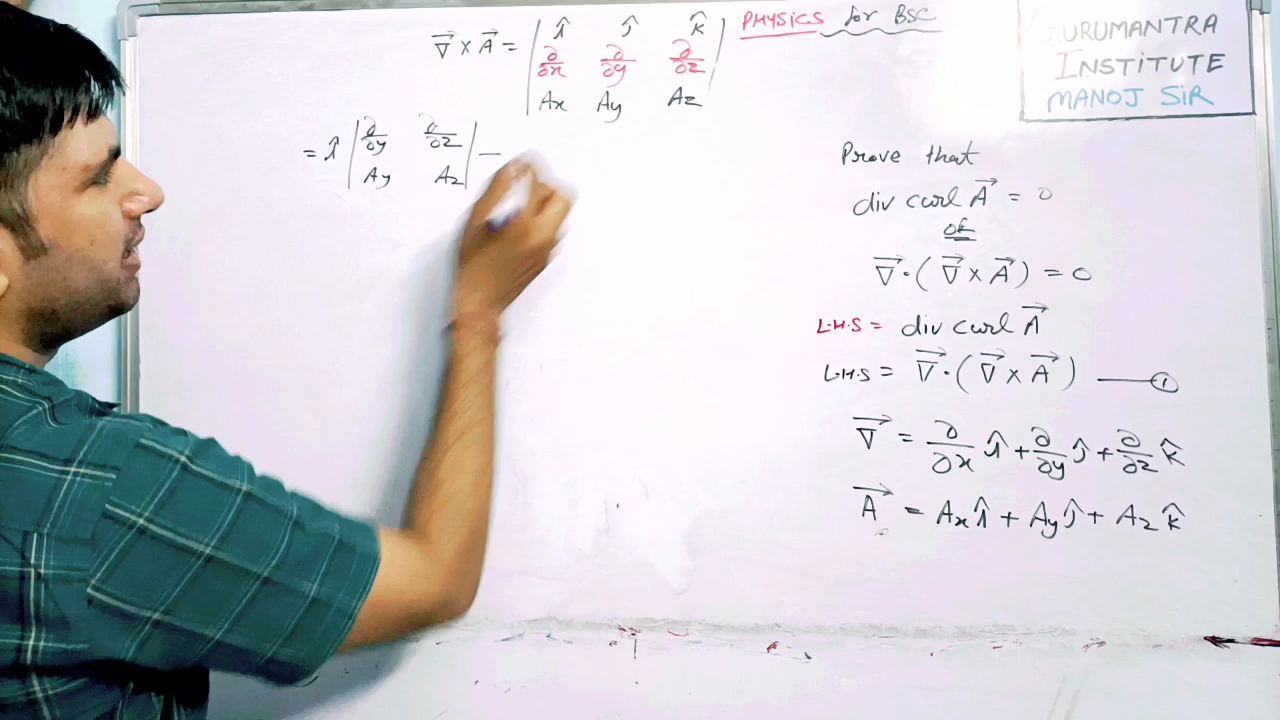 PHYSICS for BSC
GURUMANTRA
INSTITUTE
MANOJ SIR
∇⃗ × A⃗ = | î ĵ k̂ |
| ∂/∂x ∂/∂y ∂/∂z |
| Ax Ay Az |
= î | ∂/∂y ∂/∂z | —
| Ay Az |
Prove that
div curl A⃗ = 0
OR
∇⃗ · (∇⃗ × A⃗) = 0
L.H.S = div curl A⃗
L.H.S = ∇⃗ · (∇⃗ × A⃗) —— ①
∇⃗ = ∂/∂x î + ∂/∂y ĵ + ∂/∂z k̂
A⃗ = Ax î + Ay ĵ + Az k̂